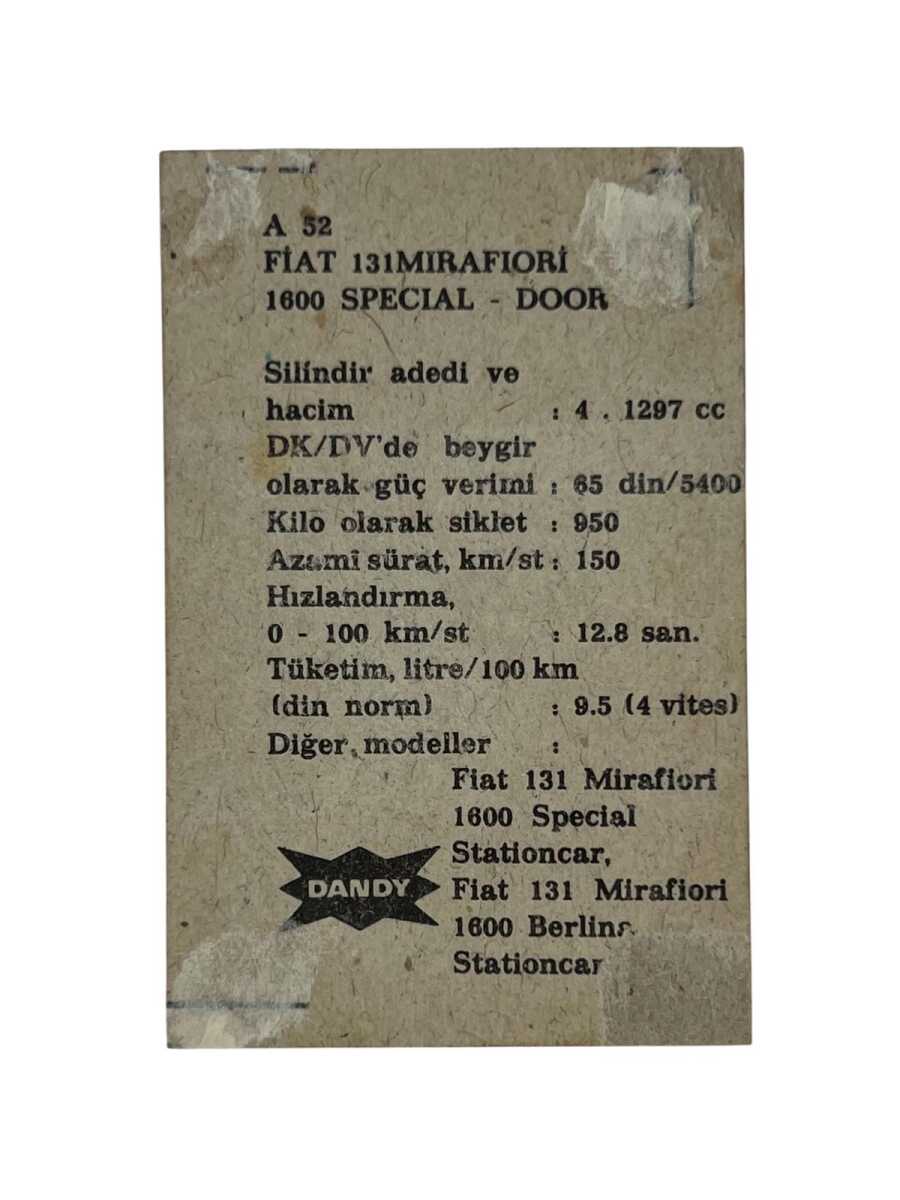 A 52
FİAT 131MIRAFIORİ
1600 SPECIAL - DOOR
Silindir adedi ve
hacim : 4 . 1297 cc
DK/DV'de beygir
olarak güç verimi : 65 din/5400
Kilo olarak siklet : 950
Azamî sürat, km/st : 150
Hızlandırma,
0 - 100 km/st : 12.8 san.
Tüketim, litre/100 km
(din norm) : 9.5 (4 vites)
Diğer modeller :
Fiat 131 Mirafiori
1600 Special
Stationcar,
DANDY
Fiat 131 Mirafiori
1600 Berlina
Stationcar